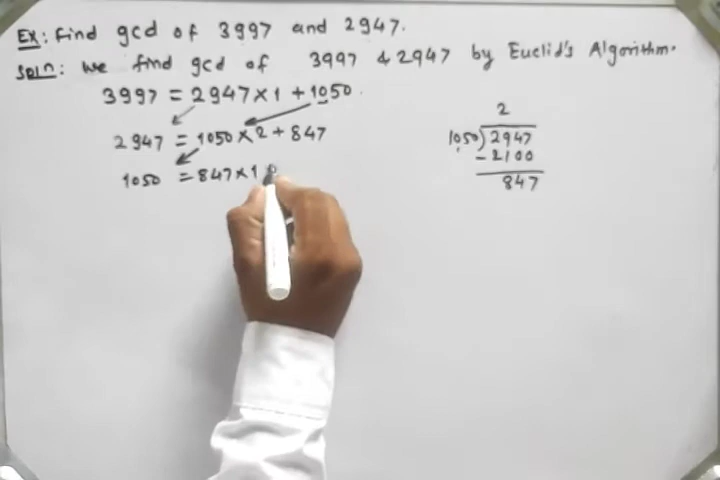 Ex: Find gcd of 3997 and 2947.
Soln: we find gcd of 3997 & 2947 by Euclid's Algorithm.
3997 = 2947×1 + 1050.
2947 = 1050×2 + 847
1050 = 847×1
2
1050) 2947
-2100
847